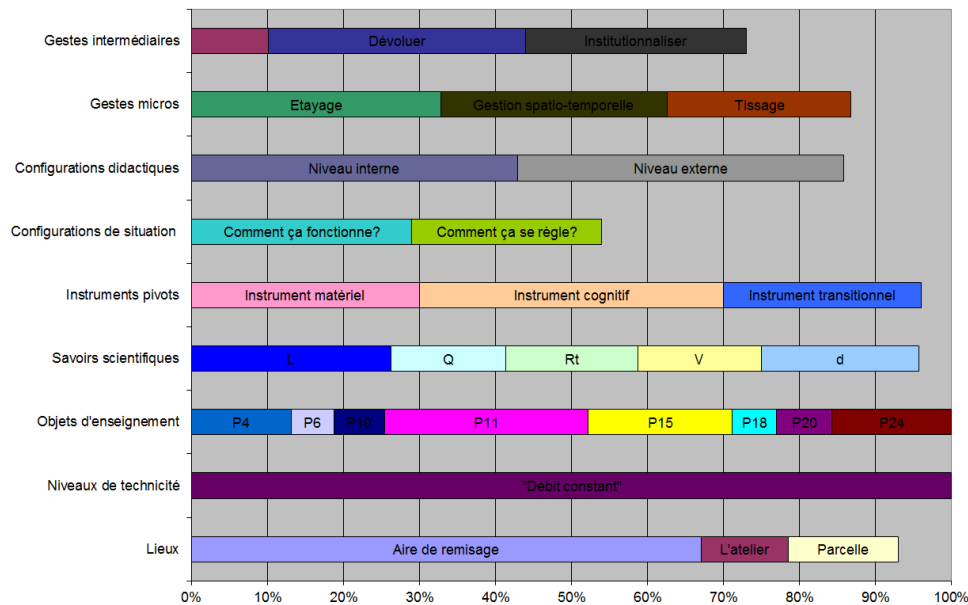 Gestes intermédiaires
Dévoluer
Institutionnaliser
Gestes micros
Etayage
Gestion spatio-temporelle
Tissage
Configurations didactiques
Niveau interne
Niveau externe
Configurations de situation
Comment ça fonctionne?
Comment ça se règle?
Instruments pivots
Instrument matériel
Instrument cognitif
Instrument transitionnel
Savoirs scientifiques
L
Q
Rt
V
d
Objets d'enseignement
P4
P6
P10
P11
P15
P18
P20
P24
Niveaux de technicité
"Débit constant"
Lieux
Aire de remisage
L'atelier
Parcelle
0%
10%
20%
30%
40%
50%
60%
70%
80%
90%
100%